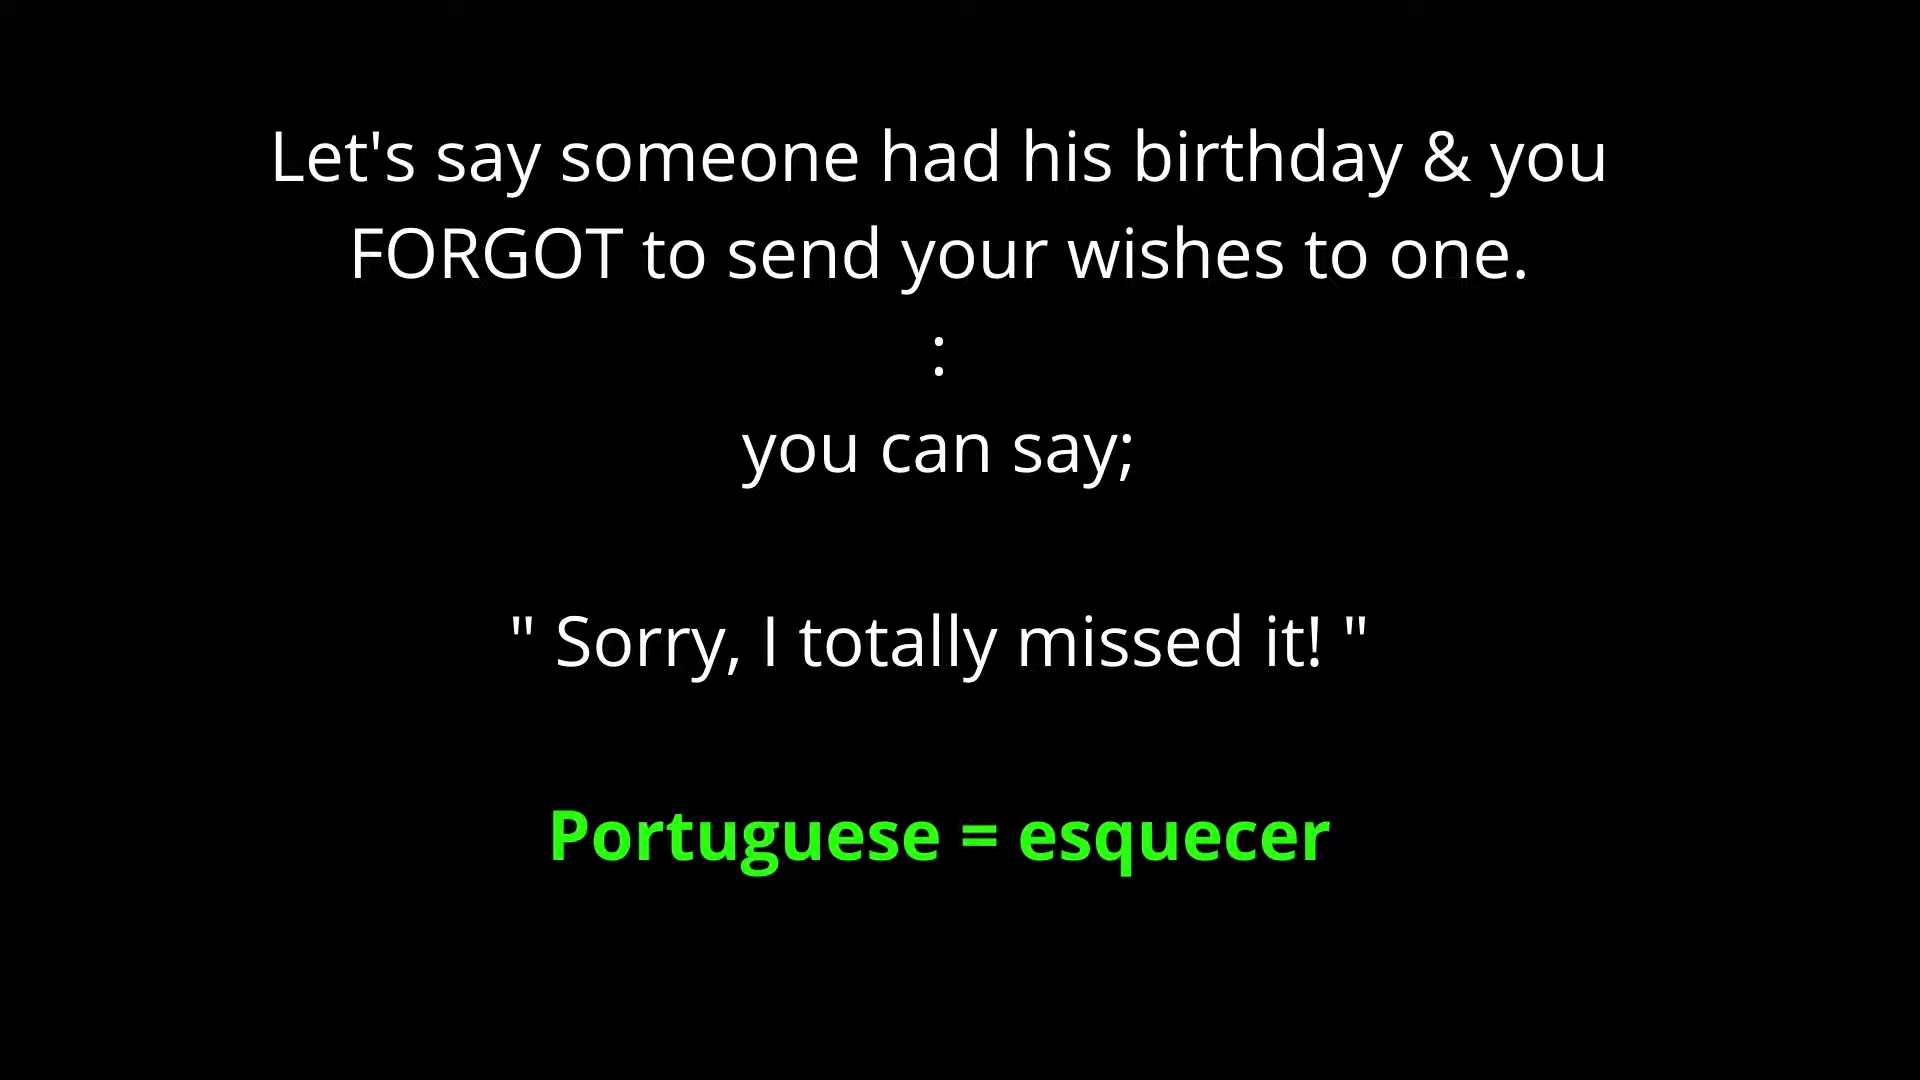 Let's say someone had his birthday & you
FORGOT to send your wishes to one.
:
you can say;
" Sorry, I totally missed it! "
Portuguese = esquecer